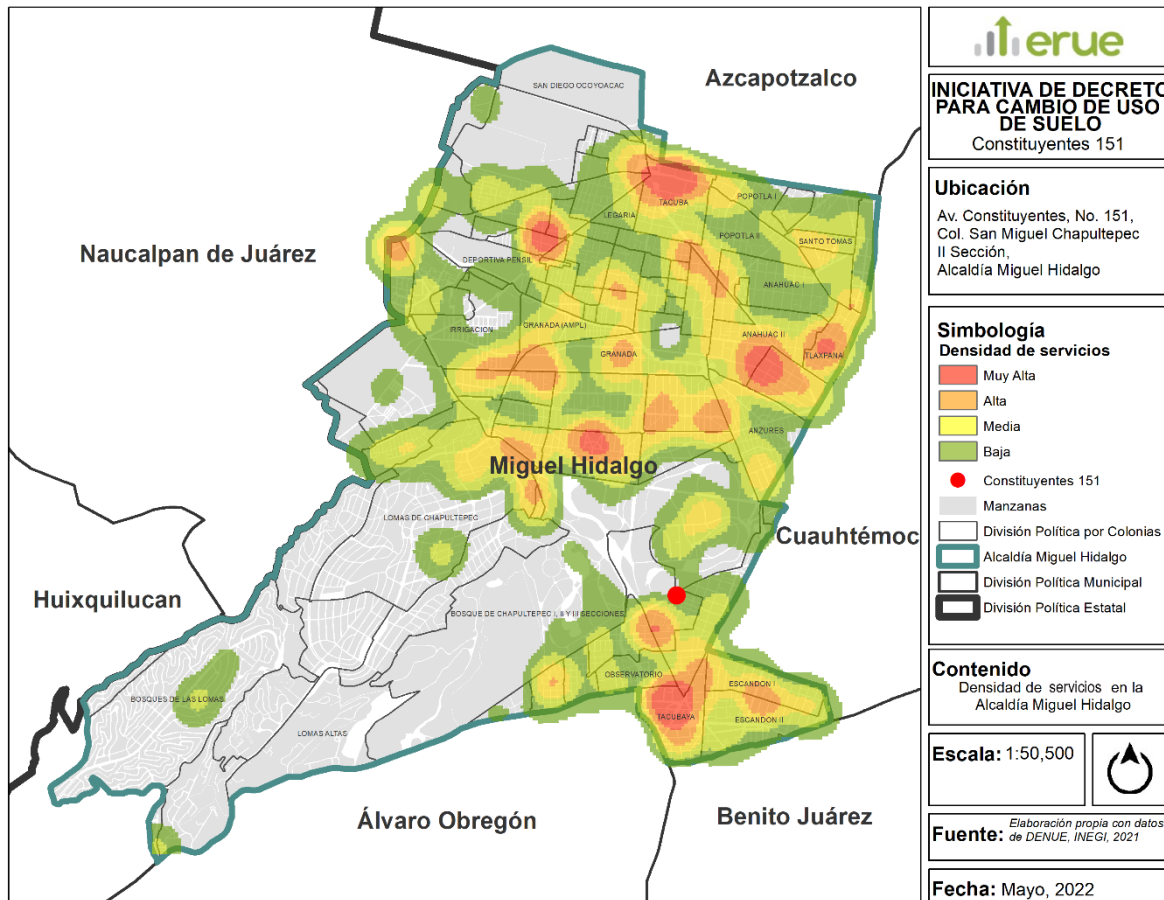 Azcapotzalco
SAN DIEGO OCOYOACAC
TACUBA
POPOTLA I
LEGARIA
POPOTLA II
SANTO TOMAS
Naucalpan de Juárez
DEPORTIVA PENSIL
ANAHUAC I
IRRIGACION
GRANADA (AMPL)
ANAHUAC II
GRANADA
TLAXPANA
ANZURES
Miguel Hidalgo
LOMAS DE CHAPULTEPEC
Cuauhtémoc
Huixquilucan
BOSQUE DE CHAPULTEPEC I, II Y III SECCIONES
OBSERVATORIO
ESCANDON I
BOSQUES DE LAS LOMAS
TACUBAYA
ESCANDON II
LOMAS ALTAS
Álvaro Obregón
Benito Juárez
erue
INICIATIVA DE DECRETO
PARA CAMBIO DE USO
DE SUELO
Constituyentes 151
Ubicación
Av. Constituyentes, No. 151,
Col. San Miguel Chapultepec
II Sección,
Alcaldía Miguel Hidalgo
Simbología
Densidad de servicios
Muy Alta
Alta
Media
Baja
Constituyentes 151
Manzanas
División Política por Colonias
Alcaldía Miguel Hidalgo
División Política Municipal
División Política Estatal
Contenido
Densidad de servicios en la
Alcaldía Miguel Hidalgo
Escala: 1:50,500
Fuente: Elaboración propia con datos
de DENUE, INEGI, 2021
Fecha: Mayo, 2022